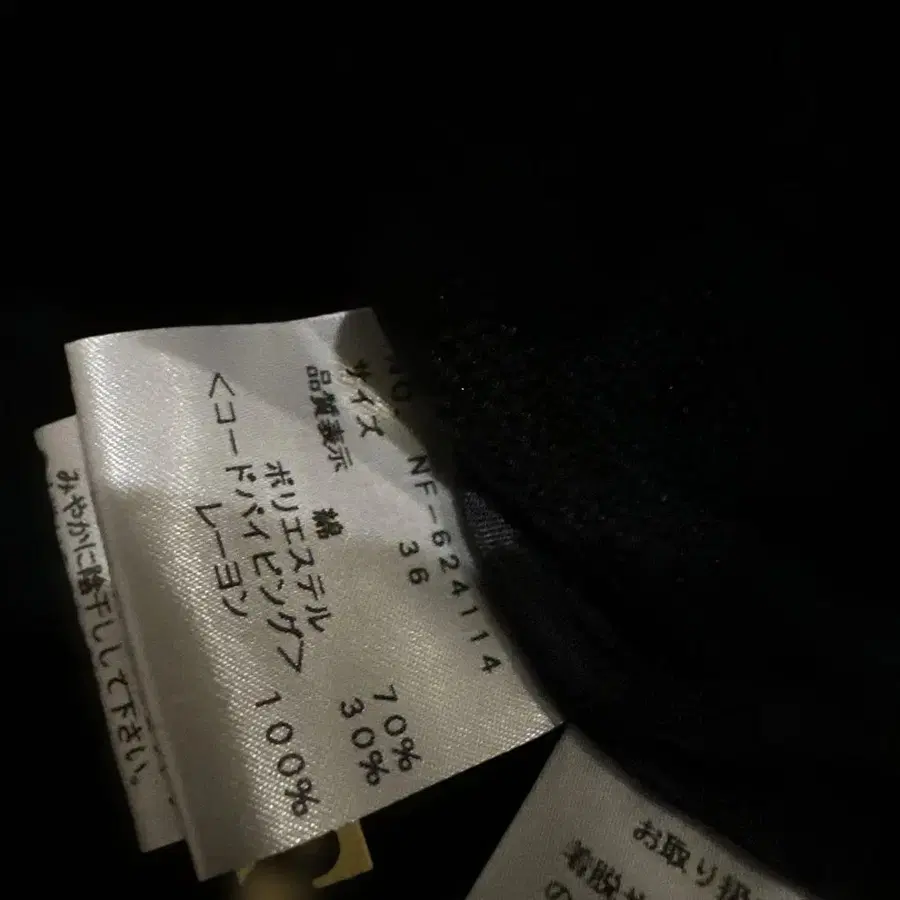 NO. NF-624114
サイズ 36
品質表示
綿 70%
ポリエステル 30%
<コードパイピング>
レーヨン 100%
みやかに陰干しして下さい。
お取り扱
着脱
の